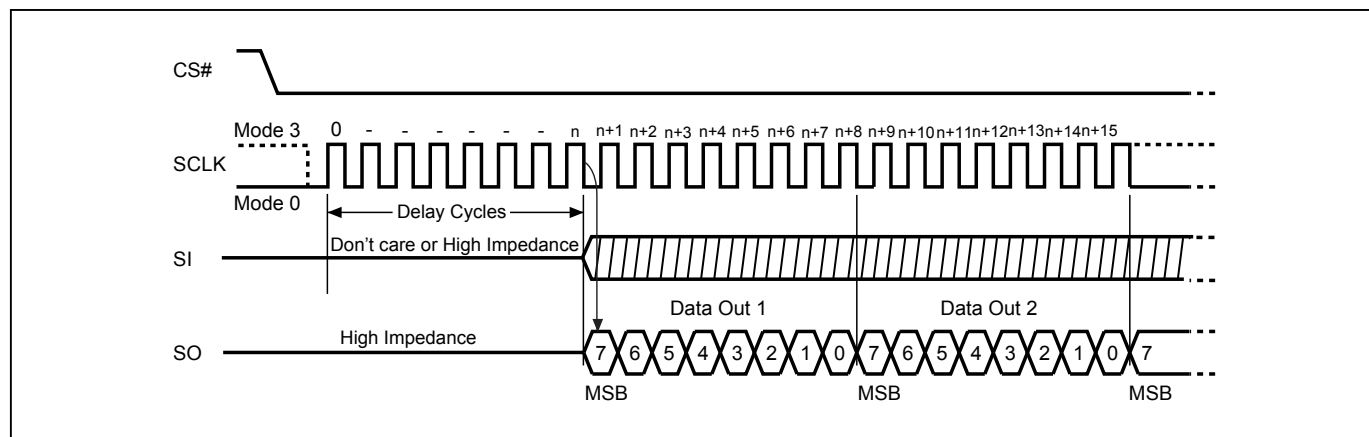 CS#
Mode 3
0 - - - - - - n n+1 n+2 n+3 n+4 n+5 n+6 n+7 n+8 n+9 n+10 n+11 n+12 n+13 n+14 n+15
SCLK
Mode 0
Delay Cycles
Don't care or High Impedance
SI
Data Out 1 Data Out 2
High Impedance
SO
7 6 5 4 3 2 1 0 7 6 5 4 3 2 1 0 7
MSB MSB MSB